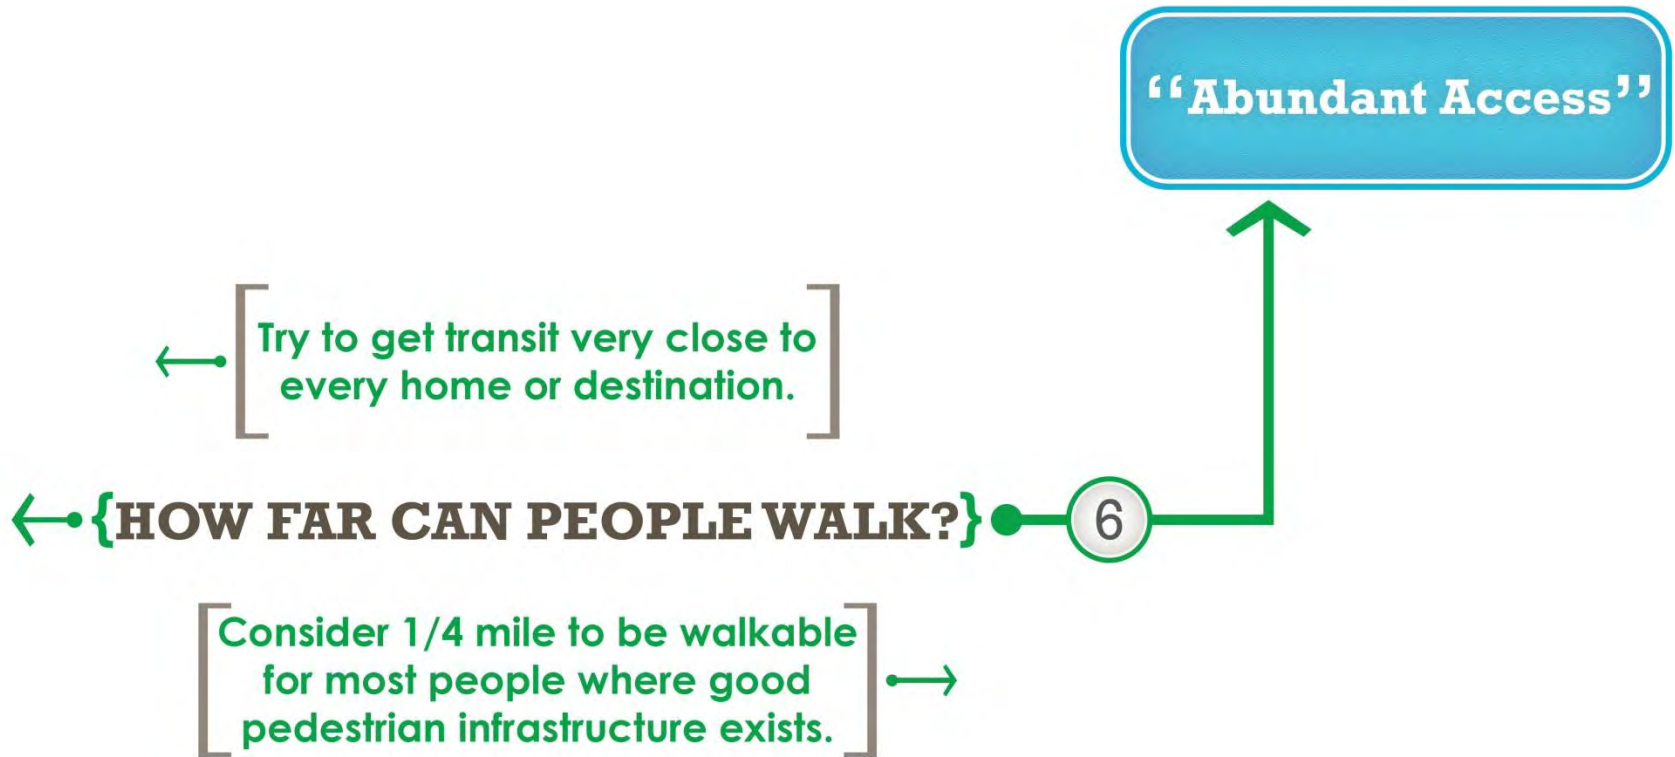 “Abundant Access”
Try to get transit very close to
every home or destination.
{HOW FAR CAN PEOPLE WALK?}
6
Consider 1/4 mile to be walkable
for most people where good
pedestrian infrastructure exists.